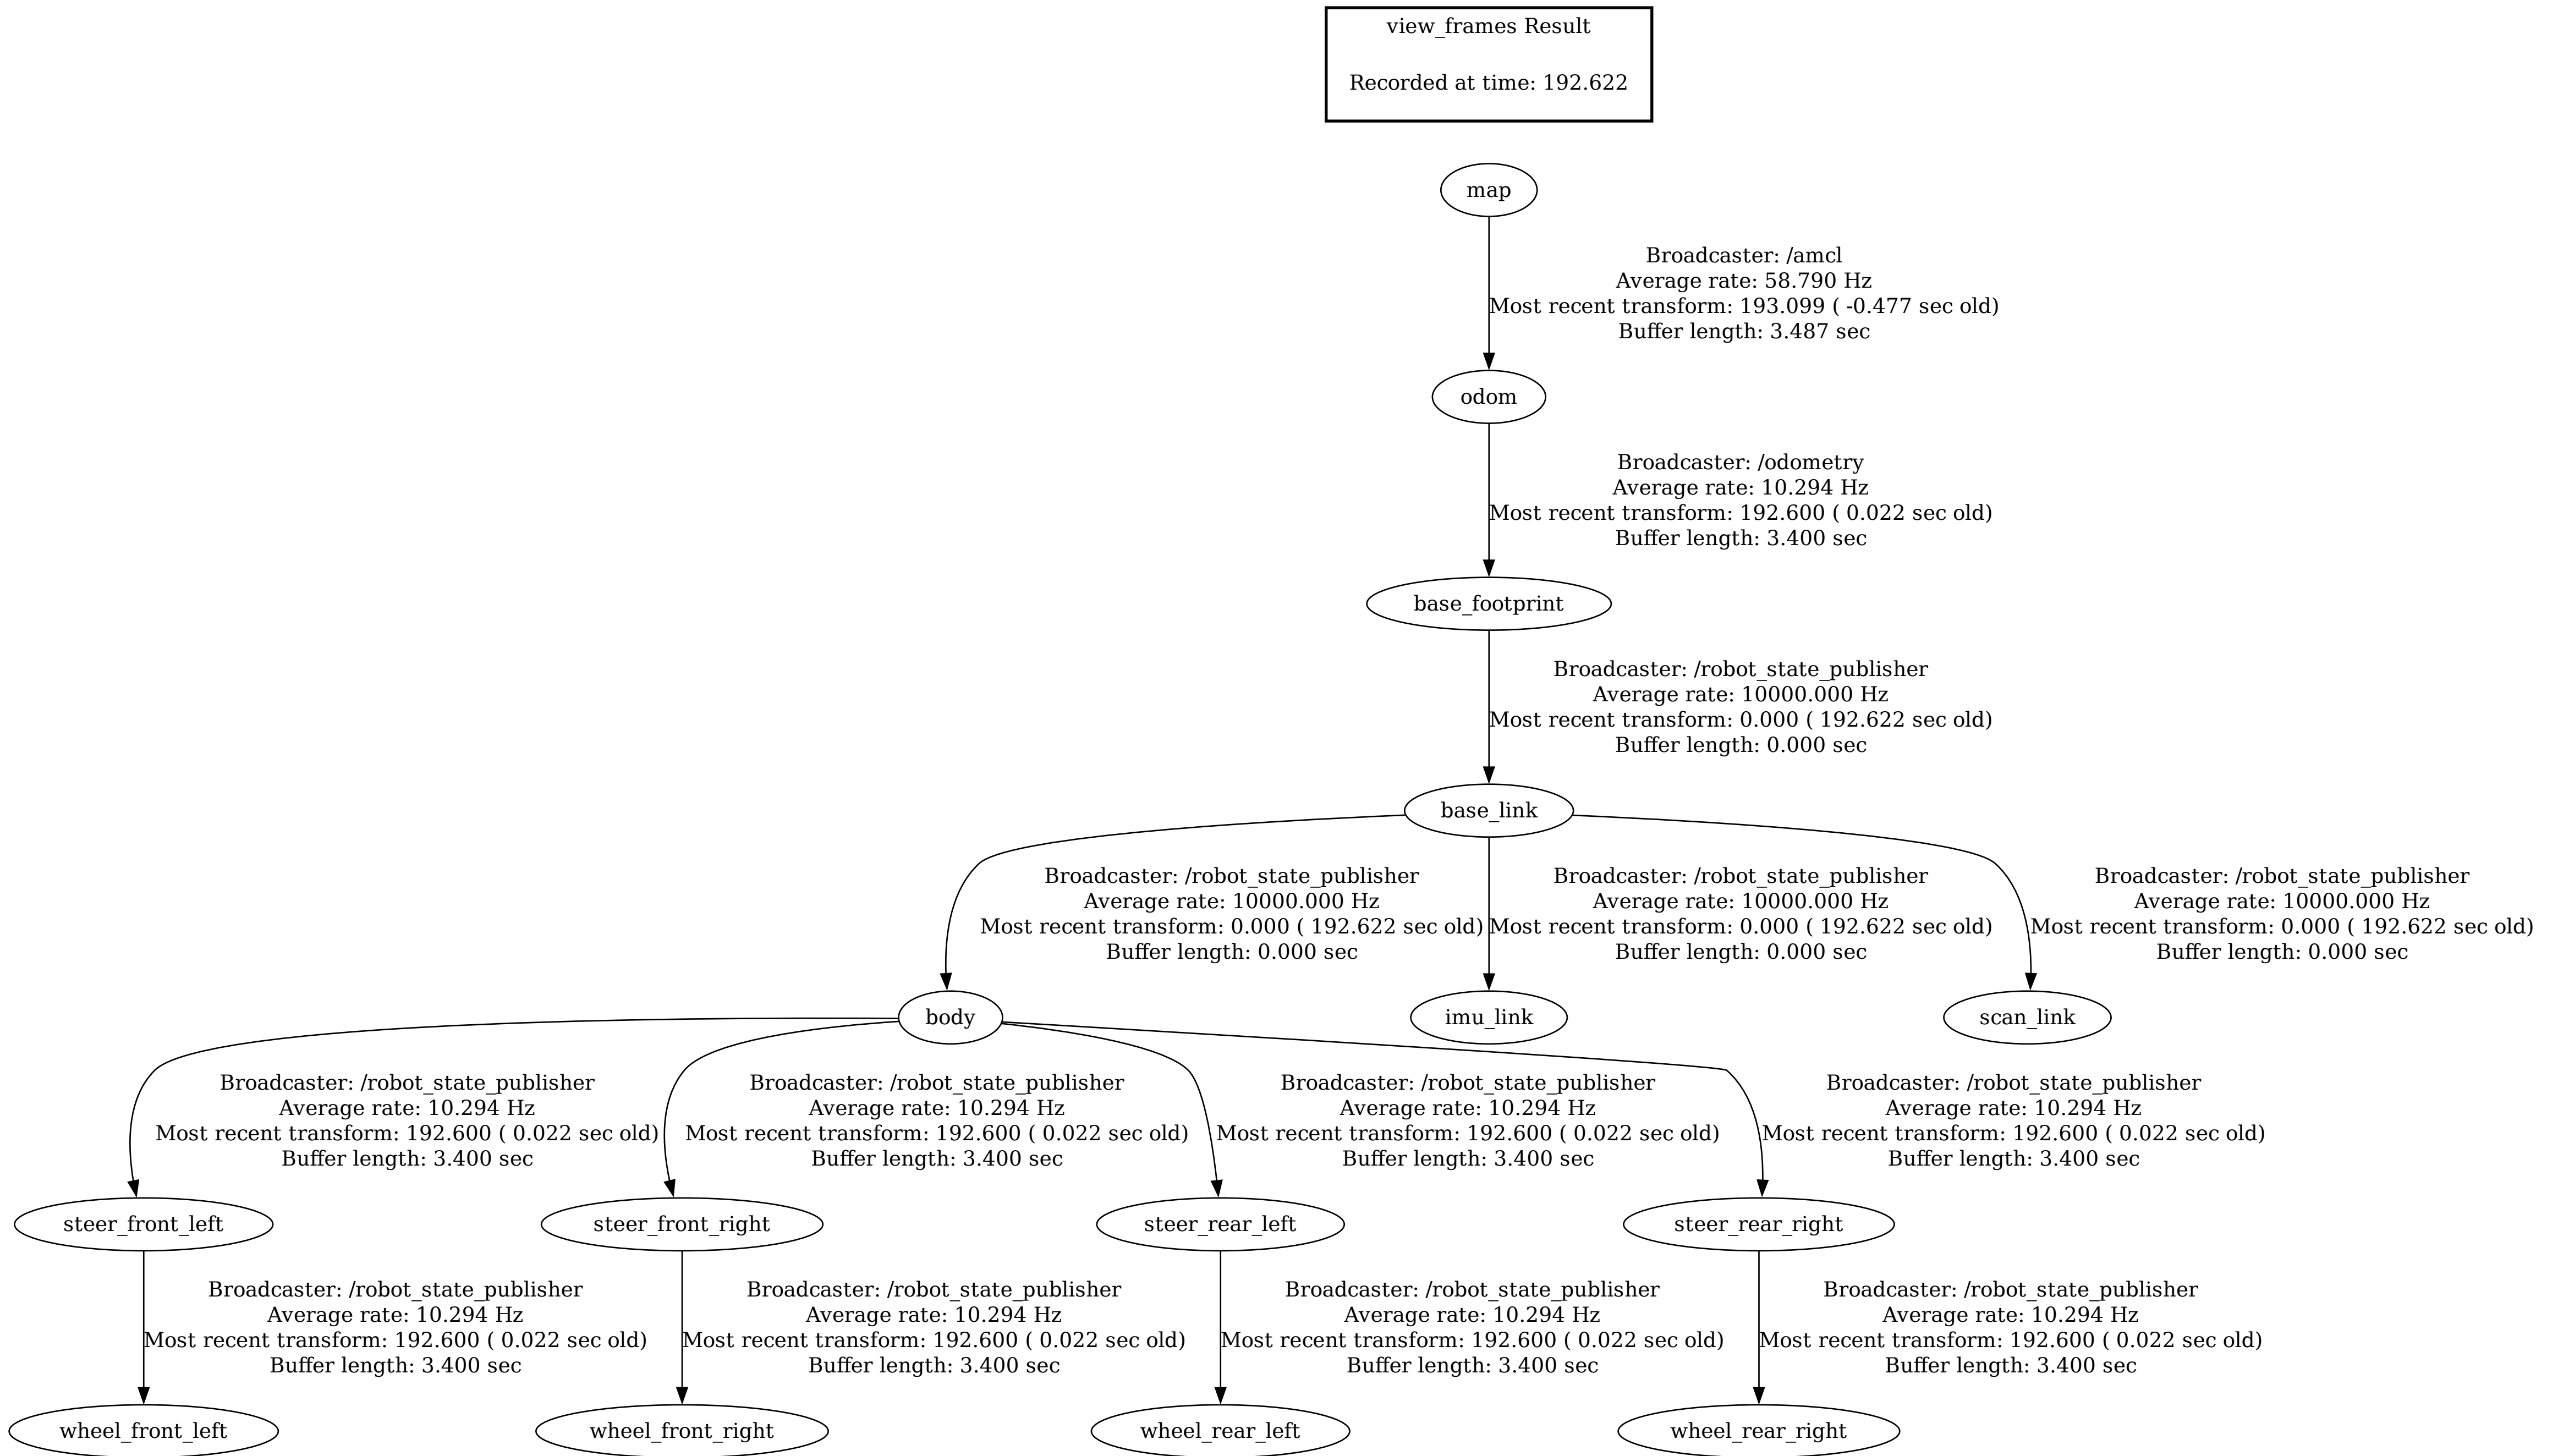 view_frames Result
Recorded at time: 192.622
map
Broadcaster: /amcl
Average rate: 58.790 Hz
Most recent transform: 193.099 ( -0.477 sec old)
Buffer length: 3.487 sec
odom
Broadcaster: /odometry
Average rate: 10.294 Hz
Most recent transform: 192.600 ( 0.022 sec old)
Buffer length: 3.400 sec
base_footprint
Broadcaster: /robot_state_publisher
Average rate: 10000.000 Hz
Most recent transform: 0.000 ( 192.622 sec old)
Buffer length: 0.000 sec
base_link
Broadcaster: /robot_state_publisher
Average rate: 10000.000 Hz
Most recent transform: 0.000 ( 192.622 sec old)
Buffer length: 0.000 sec
Broadcaster: /robot_state_publisher
Average rate: 10000.000 Hz
Most recent transform: 0.000 ( 192.622 sec old)
Buffer length: 0.000 sec
Broadcaster: /robot_state_publisher
Average rate: 10000.000 Hz
Most recent transform: 0.000 ( 192.622 sec old)
Buffer length: 0.000 sec
body
imu_link
scan_link
Broadcaster: /robot_state_publisher
Average rate: 10.294 Hz
Most recent transform: 192.600 ( 0.022 sec old)
Buffer length: 3.400 sec
Broadcaster: /robot_state_publisher
Average rate: 10.294 Hz
Most recent transform: 192.600 ( 0.022 sec old)
Buffer length: 3.400 sec
Broadcaster: /robot_state_publisher
Average rate: 10.294 Hz
Most recent transform: 192.600 ( 0.022 sec old)
Buffer length: 3.400 sec
Broadcaster: /robot_state_publisher
Average rate: 10.294 Hz
Most recent transform: 192.600 ( 0.022 sec old)
Buffer length: 3.400 sec
steer_front_left
steer_front_right
steer_rear_left
steer_rear_right
Broadcaster: /robot_state_publisher
Average rate: 10.294 Hz
Most recent transform: 192.600 ( 0.022 sec old)
Buffer length: 3.400 sec
Broadcaster: /robot_state_publisher
Average rate: 10.294 Hz
Most recent transform: 192.600 ( 0.022 sec old)
Buffer length: 3.400 sec
Broadcaster: /robot_state_publisher
Average rate: 10.294 Hz
Most recent transform: 192.600 ( 0.022 sec old)
Buffer length: 3.400 sec
Broadcaster: /robot_state_publisher
Average rate: 10.294 Hz
Most recent transform: 192.600 ( 0.022 sec old)
Buffer length: 3.400 sec
wheel_front_left
wheel_front_right
wheel_rear_left
wheel_rear_right